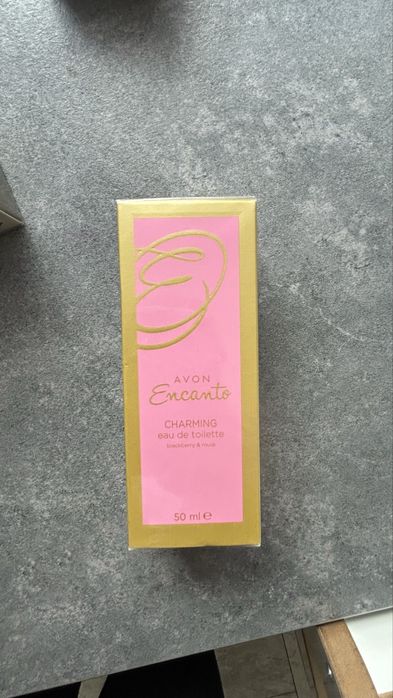 AVON
Encanto
CHARMING
eau de toilette
blackberry & musk
50 ml ℮